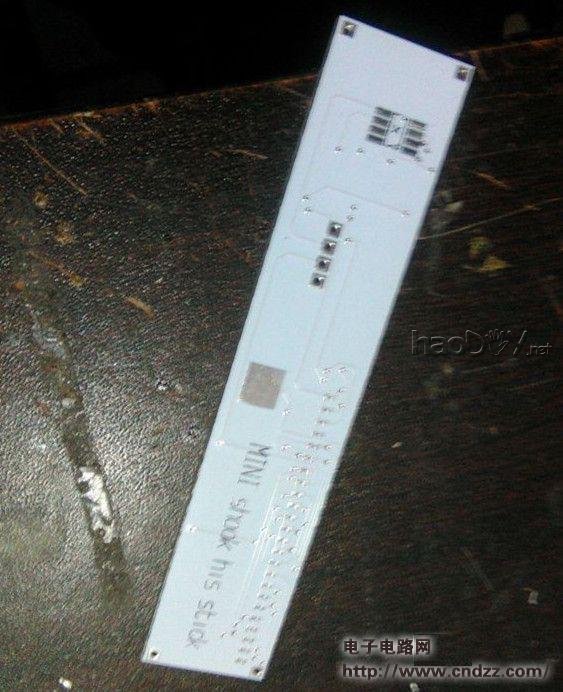 MINI shook his stick
haoDIY.net
电子电路网
http://www.cndzz.com